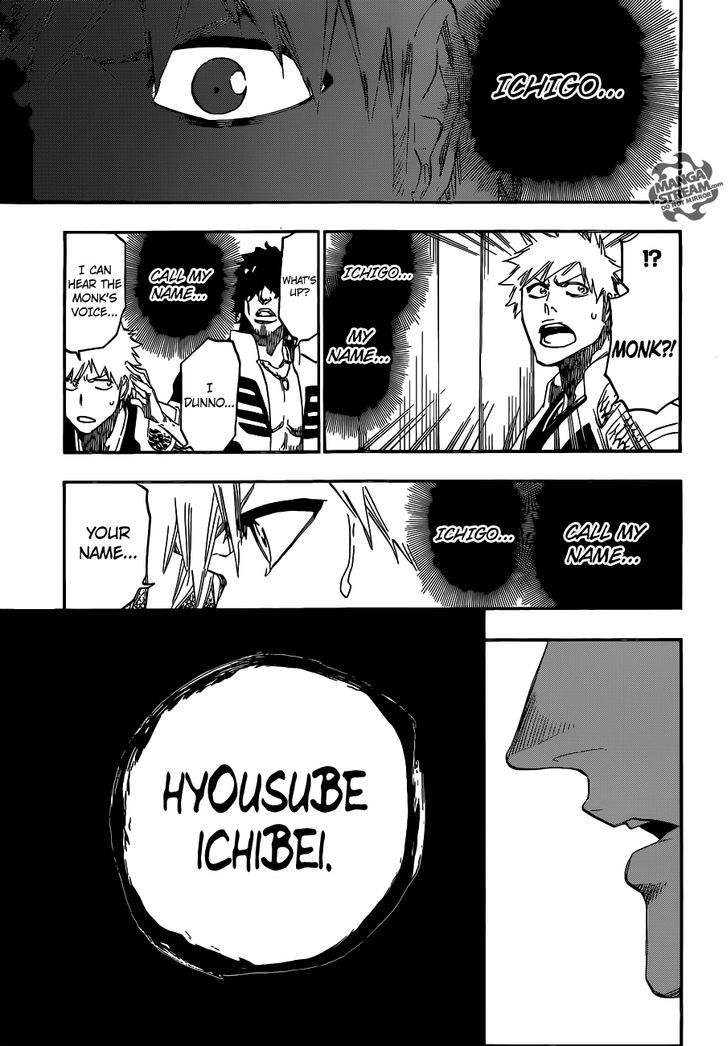 ICHIGO...
MANGA
STREAM.com
DO NOT MIRROR!
!?
MONK?!
ICHIGO...
MY
NAME...
WHAT'S
UP?
I
DUNNO...
CALL MY
NAME...
I CAN
HEAR THE
MONK'S
VOICE...
CALL MY
NAME...
ICHIGO...
YOUR
NAME...
HYOUSUBE
ICHIBEI.